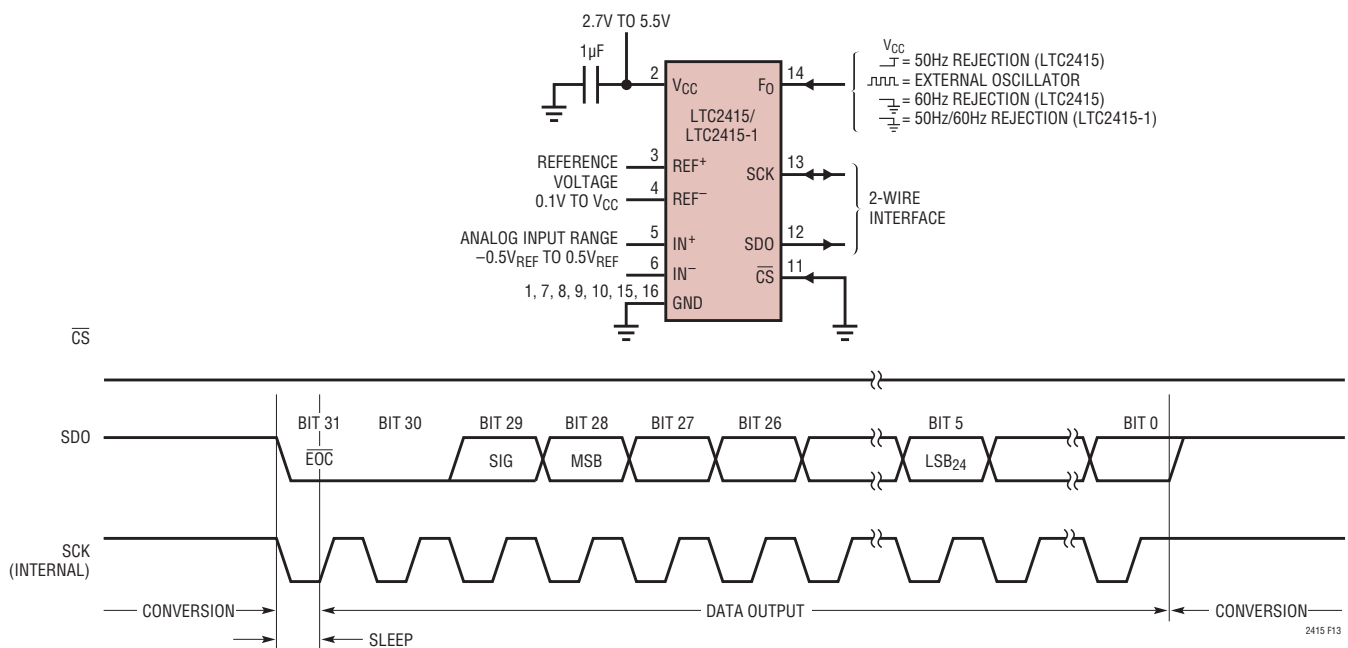 2.7V TO 5.5V
1µF
2
VCC
LTC2415/
LTC2415-1
FO
14
VCC
= 50Hz REJECTION (LTC2415)
= EXTERNAL OSCILLATOR
= 60Hz REJECTION (LTC2415)
= 50Hz/60Hz REJECTION (LTC2415-1)
REFERENCE
VOLTAGE
0.1V TO VCC
3
REF+
4
REF−
SCK
13
2-WIRE
INTERFACE
ANALOG INPUT RANGE
−0.5VREF TO 0.5VREF
5
IN+
6
IN−
SDO
12
CS
11
1, 7, 8, 9, 10, 15, 16
GND
CS
SDO
BIT 31
BIT 30
BIT 29
BIT 28
BIT 27
BIT 26
BIT 5
BIT 0
EOC
SIG
MSB
LSB24
SCK
(INTERNAL)
CONVERSION
DATA OUTPUT
CONVERSION
SLEEP
2415 F13